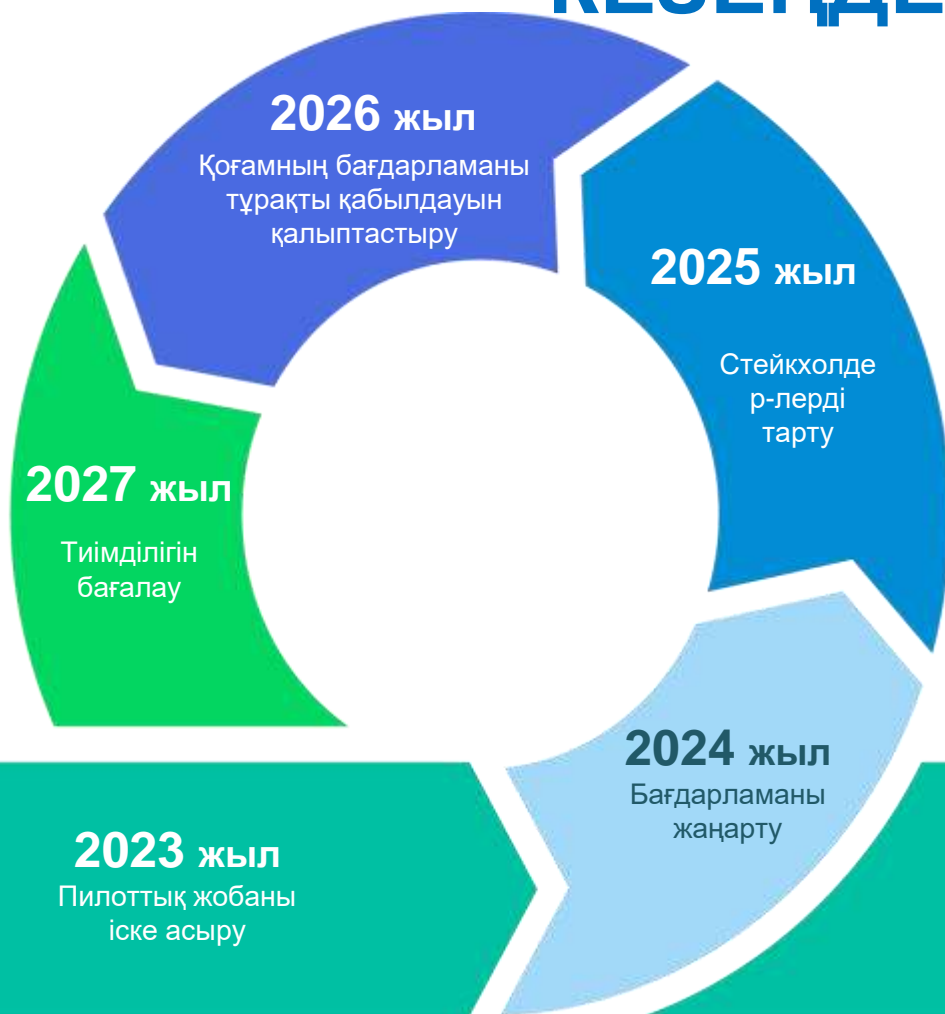 2026 жыл
Қоғамның бағдарламаны
тұрақты қабылдауын
қалыптастыру
2025 жыл
Стейкхолде
р-лерді
тарту
2027 жыл
Тиімділігін
бағалау
2024 жыл
Бағдарламаны
жаңарту
2023 жыл
Пилоттық жобаны
іске асыру